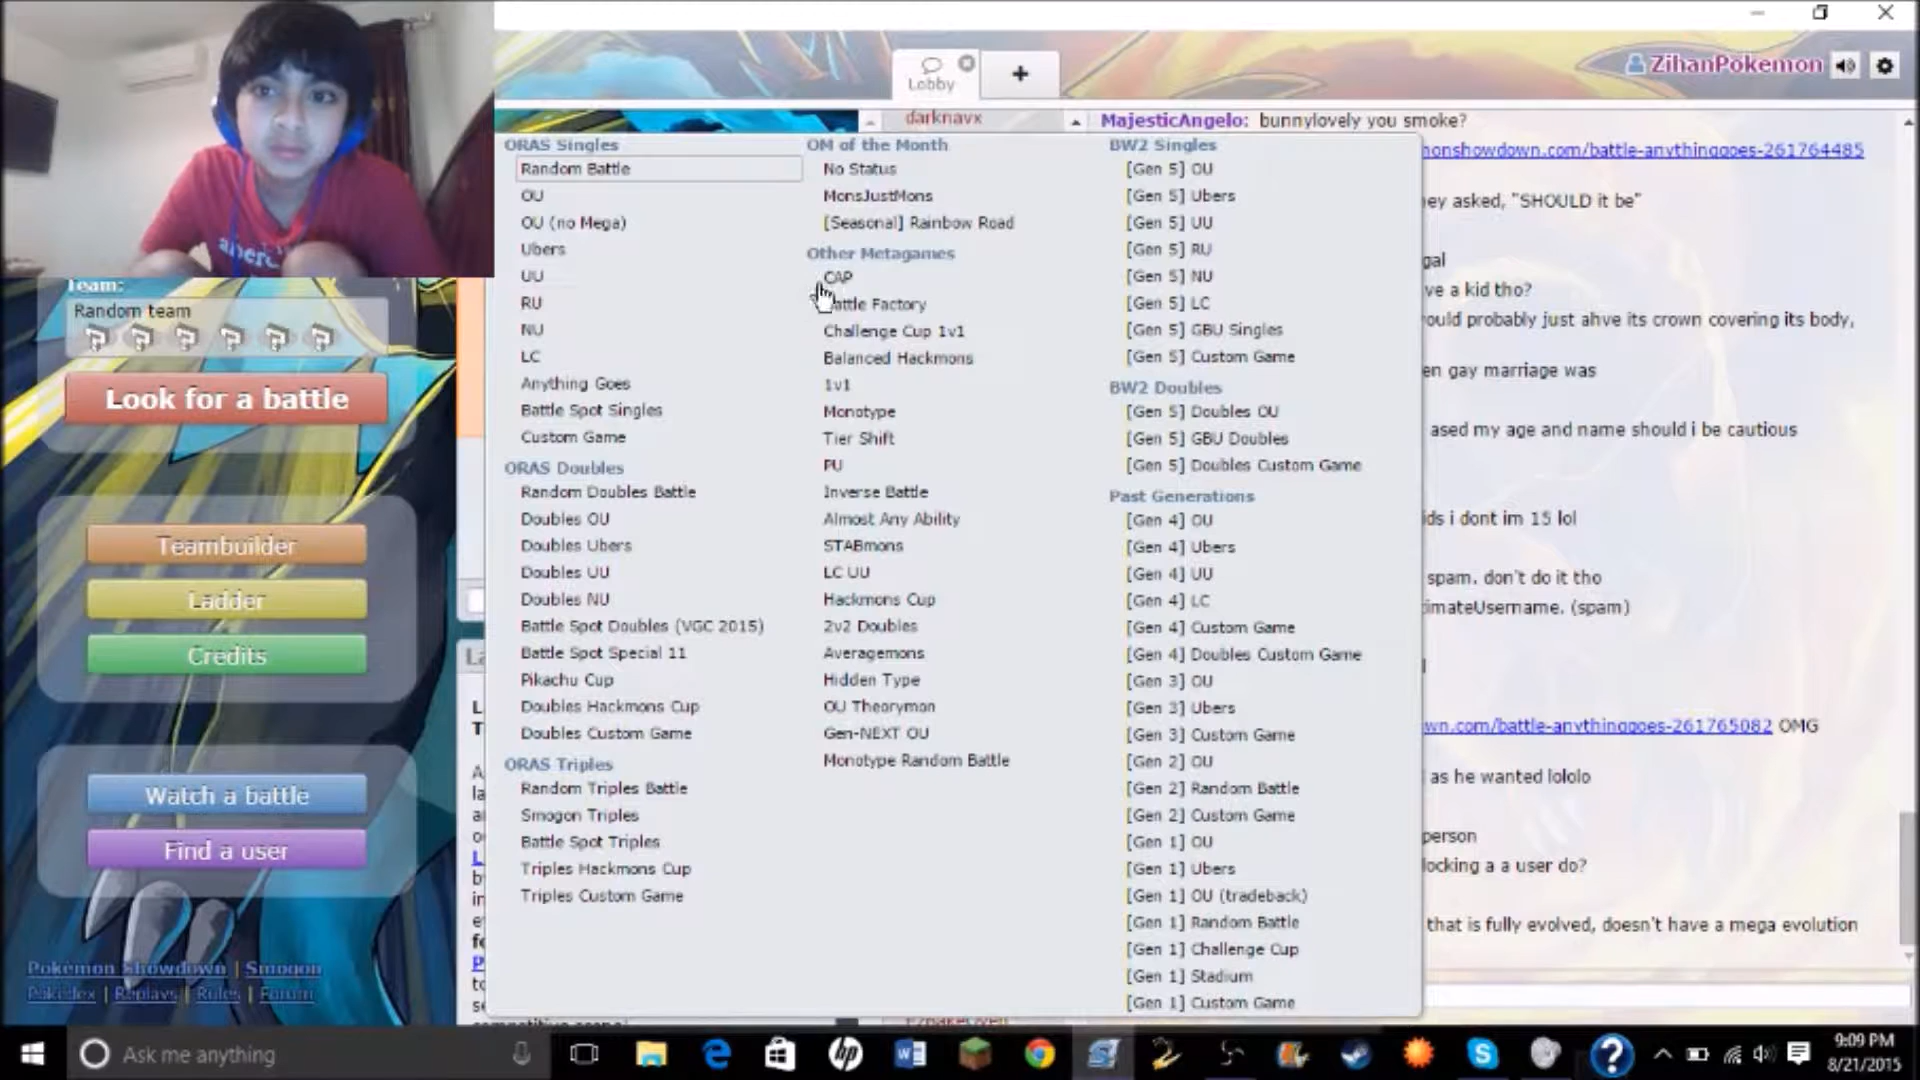 ZihanPokemon
Lobby
darknavx
MajesticAngelo: bunnylovely you smoke?
ORAS Singles
Random Battle
OU
OU (no Mega)
Ubers
UU
RU
NU
LC
Anything Goes
Battle Spot Singles
Custom Game
ORAS Doubles
Random Doubles Battle
Doubles OU
Doubles Ubers
Doubles UU
Doubles NU
Battle Spot Doubles (VGC 2015)
Battle Spot Special 11
Pikachu Cup
Doubles Hackmons Cup
Doubles Custom Game
ORAS Triples
Random Triples Battle
Smogon Triples
Battle Spot Triples
Triples Hackmons Cup
Triples Custom Game
OM of the Month
No Status
MonsJustMons
[Seasonal] Rainbow Road
Other Metagames
CAP
attle Factory
Challenge Cup 1v1
Balanced Hackmons
1v1
Monotype
Tier Shift
PU
Inverse Battle
Almost Any Ability
STABmons
LC UU
Hackmons Cup
2v2 Doubles
Averagemons
Hidden Type
OU Theorymon
Gen-NEXT OU
Monotype Random Battle
BW2 Singles
[Gen 5] OU
[Gen 5] Ubers
[Gen 5] UU
[Gen 5] RU
[Gen 5] NU
[Gen 5] LC
[Gen 5] GBU Singles
[Gen 5] Custom Game
BW2 Doubles
[Gen 5] Doubles OU
[Gen 5] GBU Doubles
[Gen 5] Doubles Custom Game
Past Generations
[Gen 4] OU
[Gen 4] Ubers
[Gen 4] UU
[Gen 4] LC
[Gen 4] Custom Game
[Gen 4] Doubles Custom Game
[Gen 3] OU
[Gen 3] Ubers
[Gen 3] Custom Game
[Gen 2] OU
[Gen 2] Random Battle
[Gen 2] Custom Game
[Gen 1] OU
[Gen 1] Ubers
[Gen 1] OU (tradeback)
[Gen 1] Random Battle
[Gen 1] Challenge Cup
[Gen 1] Stadium
[Gen 1] Custom Game
onshowdown.com/battle-anythinggoes-261764485
ey asked, "SHOULD it be"
gal
ve a kid tho?
ould probably just ahve its crown covering its body,
en gay marriage was
ased my age and name should i be cautious
ids i dont im 15 lol
spam. don't do it tho
imateUsername. (spam)
wn.com/battle-anythinggoes-261765082 OMG
as he wanted lololo
person
locking a a user do?
that is fully evolved, doesn't have a mega evolution
Team:
Random team
Look for a battle
Teambuilder
Ladder
Credits
Watch a battle
Find a user
Pokémon Showdown | Smogon
Pokédex | Replays | Rules | Forum
Ask me anything
9:09 PM
8/21/2015